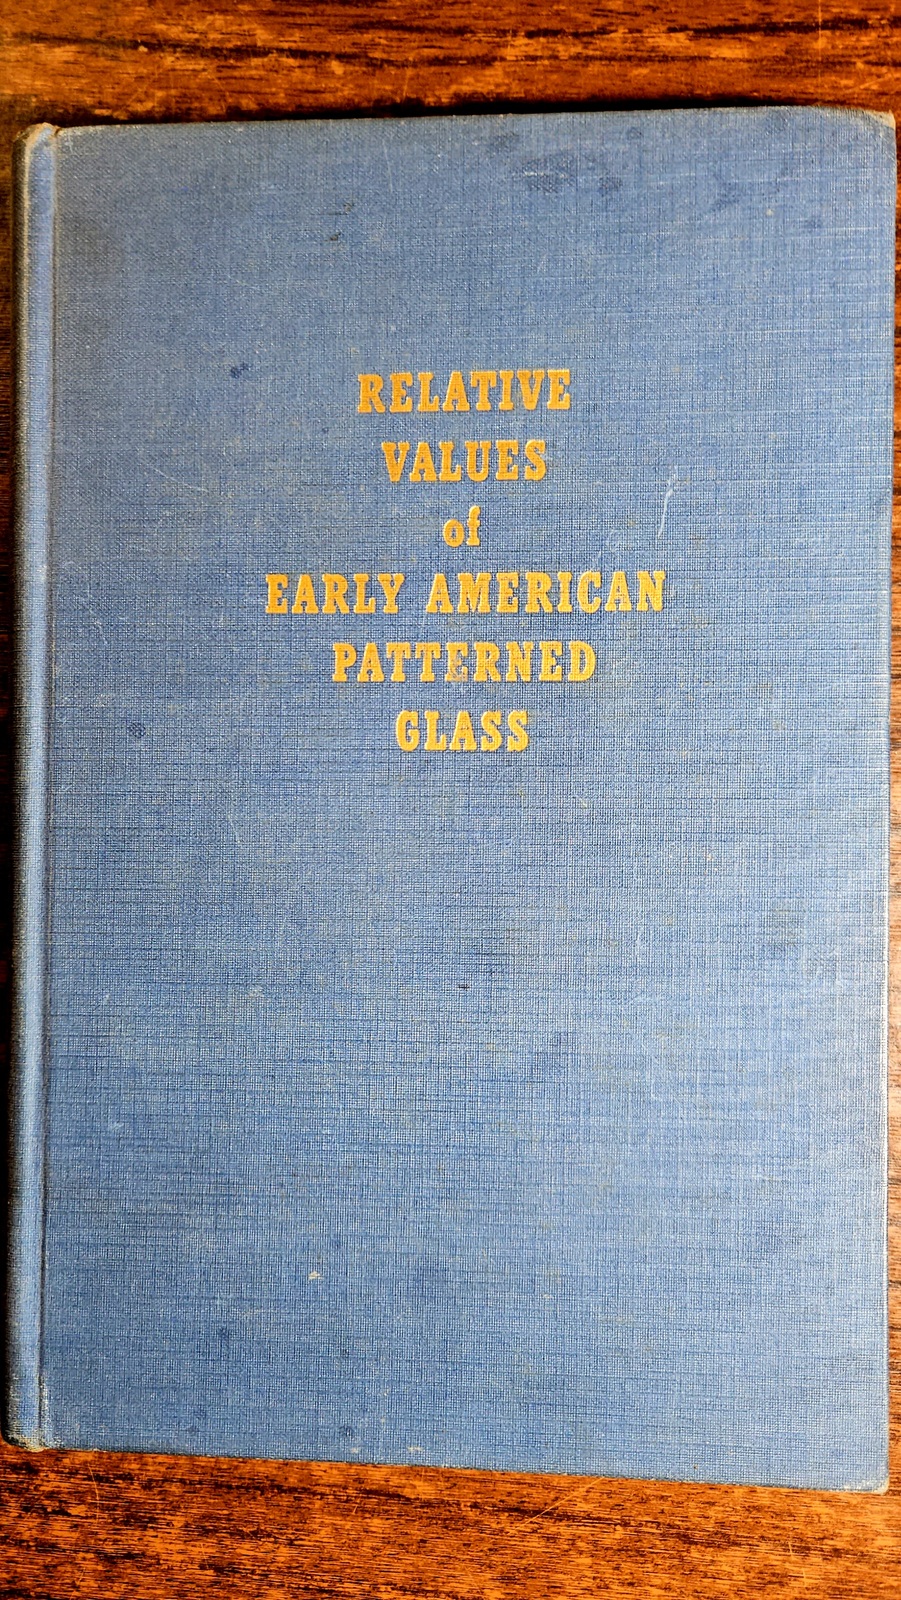 RELATIVE
VALUES
of
EARLY AMERICAN
PATTERNED
GLASS